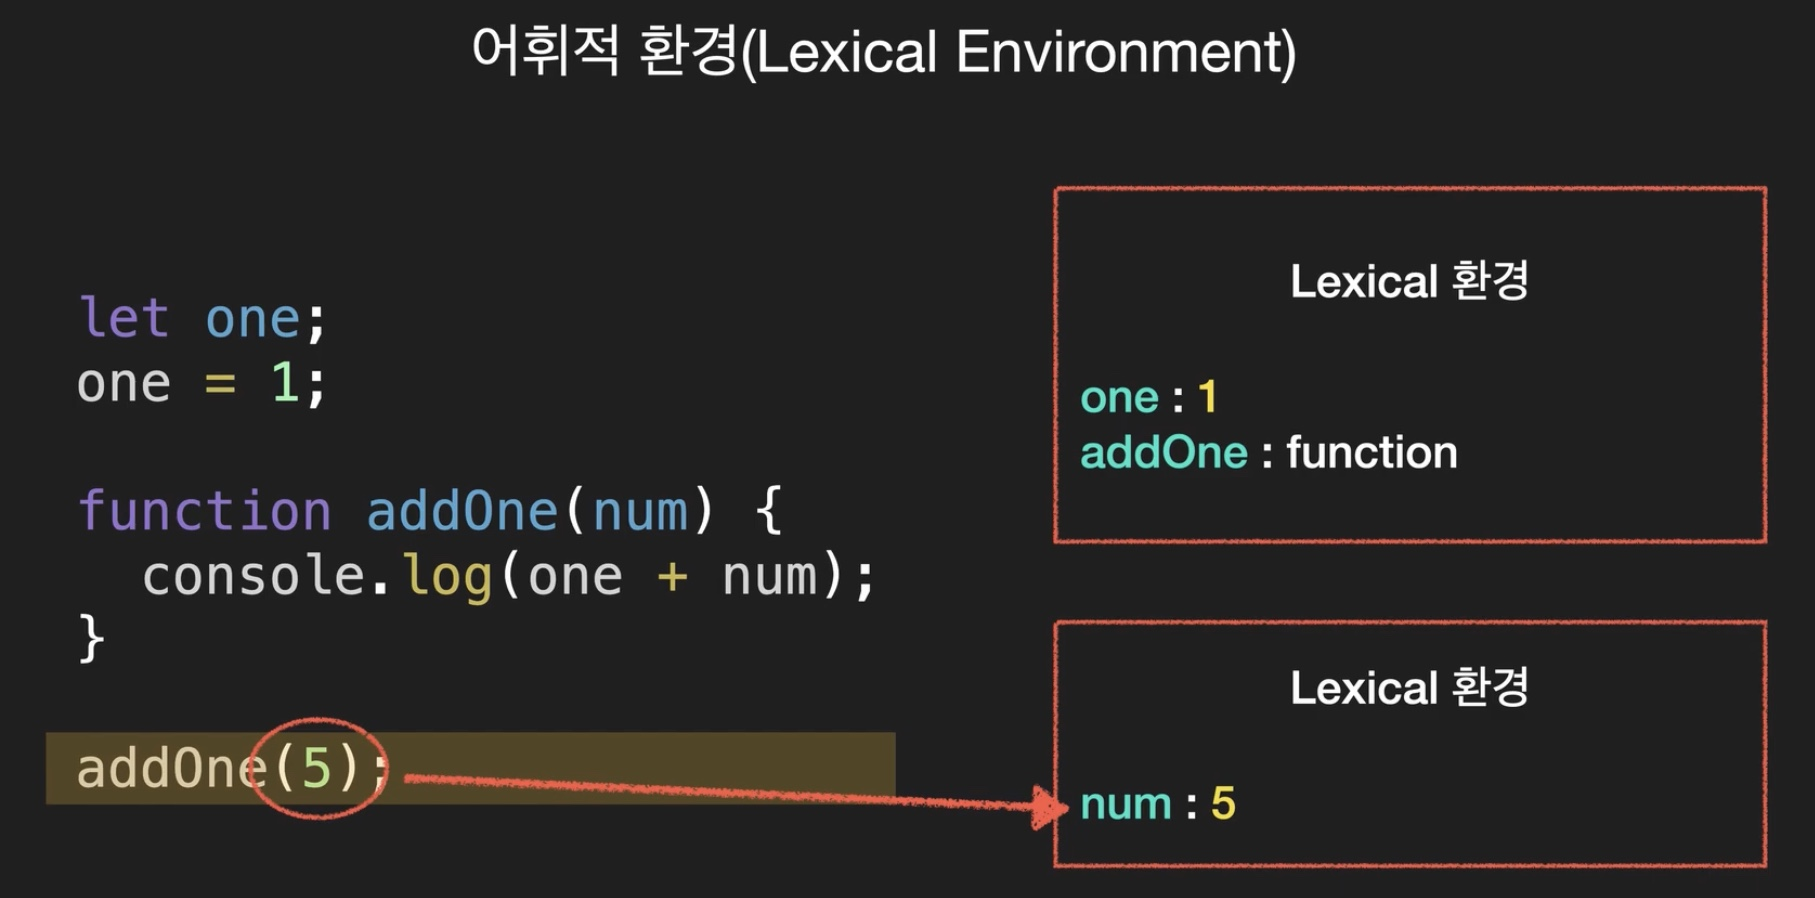 어휘적 환경(Lexical Environment)
let one;
one = 1;
function addOne(num) {
console.log(one + num);
}
addOne(5);
Lexical 환경
one : 1
addOne : function
Lexical 환경
num : 5